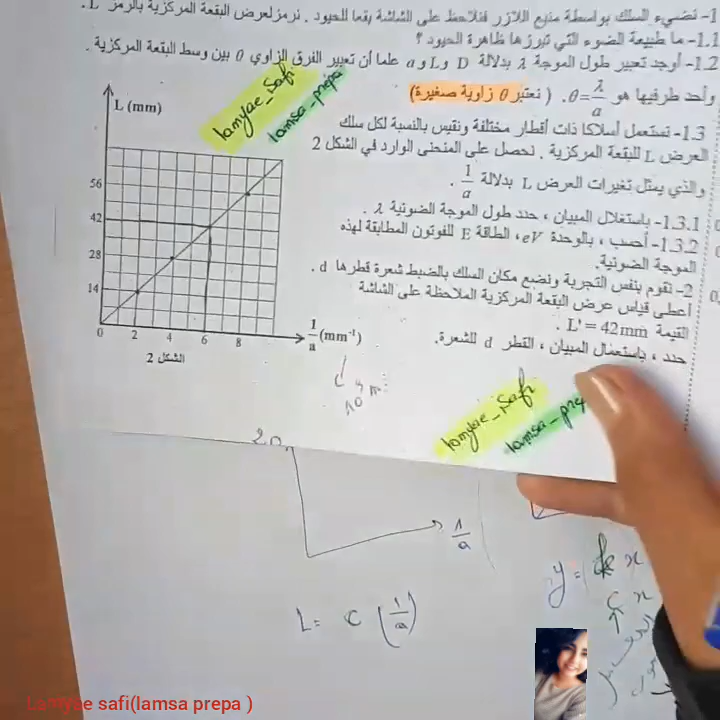 1- نضيء السلك بواسطة منبع اللازر فنلاحظ على الشاشة بقعا للحيود . نرمز لعرض البقعة المركزية بالرمز L .
1.1- ما طبيعة الضوء التي تبرزها ظاهرة الحيود ؟
1.2- أوجد تعبير طول الموجة λ بدلالة D و L و a علما أن تعبير الفرق الزاوي θ بين وسط البقعة المركزية
وأحد طرفيها هو θ=λ/a . ( نعتبر θ زاوية صغيرة)
1.3- نستعمل أسلاكا ذات أقطار مختلفة ونقيس بالنسبة لكل سلك
العرض L للبقعة المركزية . نحصل على المنحنى الوارد في الشكل 2
والذي يمثل تغيرات العرض L بدلالة 1/a .
1.3.1- باستغلال المبيان ، حدد طول الموجة الضوئية λ .
1.3.2- أحسب ، بالوحدة eV ، الطاقة E للفوتون المطابقة لهذه
الموجة الضوئية.
2- نقوم بنفس التجربة ونضع مكان السلك بالضبط شعرة قطرها d .
أعطى قياس عرض البقعة المركزية الملاحظة على الشاشة
القيمة L' = 42 mm .
حدد ، باستعمال المبيان ، القطر d للشعرة.
lamyae_Safi
lamsa_prepa
L (mm)
56
42
28
14
0 2 4 6 8
1/a (mm⁻¹)
الشكل 2
lamyae_Safi
lamsa_prepa
1/a
L = c (1/a)
Lamyae safi(lamsa prepa )